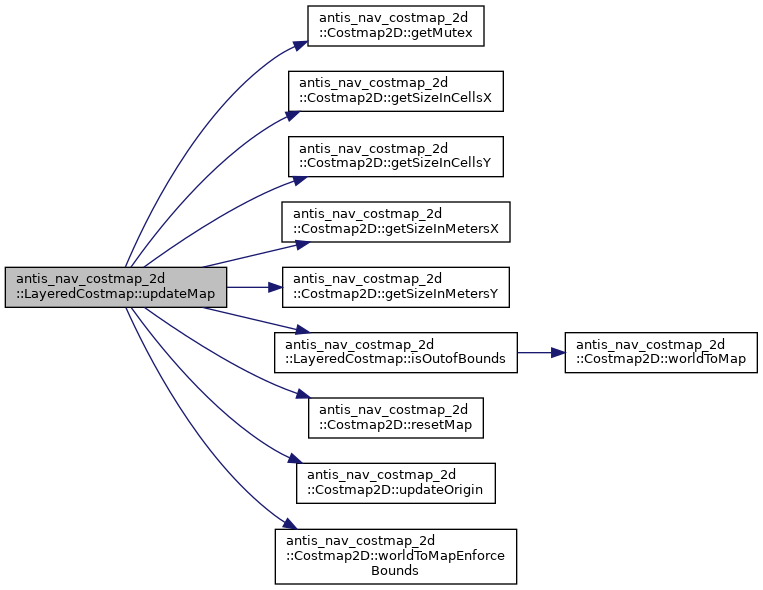 antis_nav_costmap_2d
::Costmap2D::getMutex
antis_nav_costmap_2d
::Costmap2D::getSizeInCellsX
antis_nav_costmap_2d
::Costmap2D::getSizeInCellsY
antis_nav_costmap_2d
::Costmap2D::getSizeInMetersX
antis_nav_costmap_2d
::LayeredCostmap::updateMap
antis_nav_costmap_2d
::Costmap2D::getSizeInMetersY
antis_nav_costmap_2d
::LayeredCostmap::isOutofBounds
antis_nav_costmap_2d
::Costmap2D::worldToMap
antis_nav_costmap_2d
::Costmap2D::resetMap
antis_nav_costmap_2d
::Costmap2D::updateOrigin
antis_nav_costmap_2d
::Costmap2D::worldToMapEnforce
Bounds